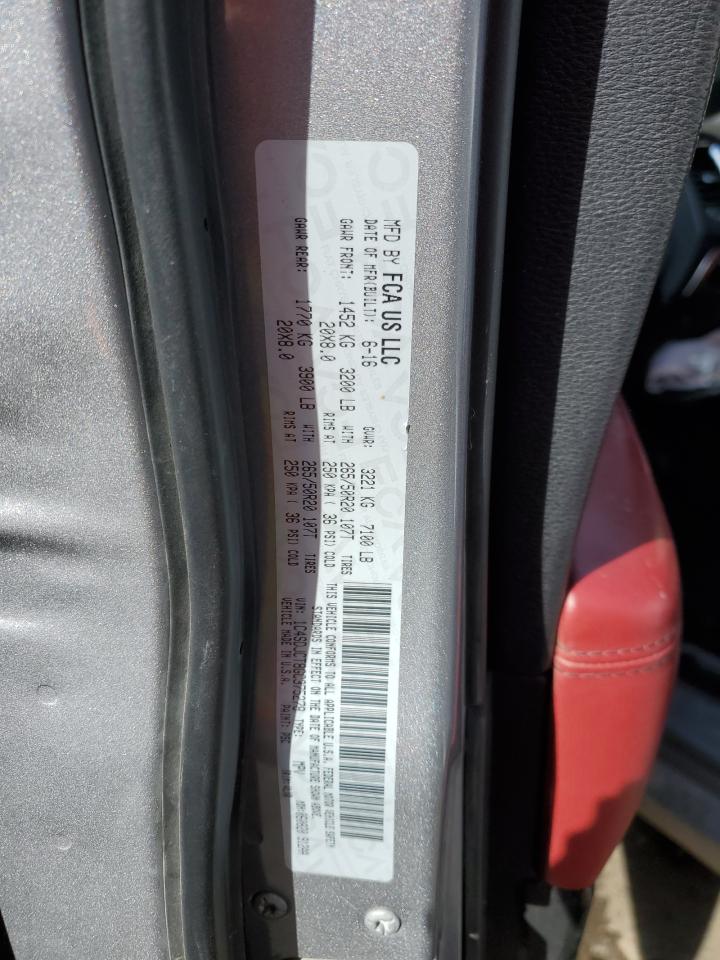 MFD BY FCA US LLC
DATE OF MFR(BUILT): 6-16 GVWR: 3221 KG 7100 LB
GAWR FRONT: 1452 KG 3200 LB WITH 265/50R20 107T TIRES
20X8.0 RIMS AT 250 KPA ( 36 PSI) COLD
GAWR REAR: 1770 KG 3900 LB WITH 265/50R20 107T TIRES
20X8.0 RIMS AT 250 KPA ( 36 PSI) COLD
THIS VEHICLE CONFORMS TO ALL APPLICABLE U.S.A. FEDERAL MOTOR VEHICLE SAFETY
STANDARDS IN EFFECT ON THE DATE OF MANUFACTURE SHOWN ABOVE.
VIN: 1C4SDJCT8GC975279 TYPE: MPV
VEHICLE MADE IN U.S.A. PAINT: PSC